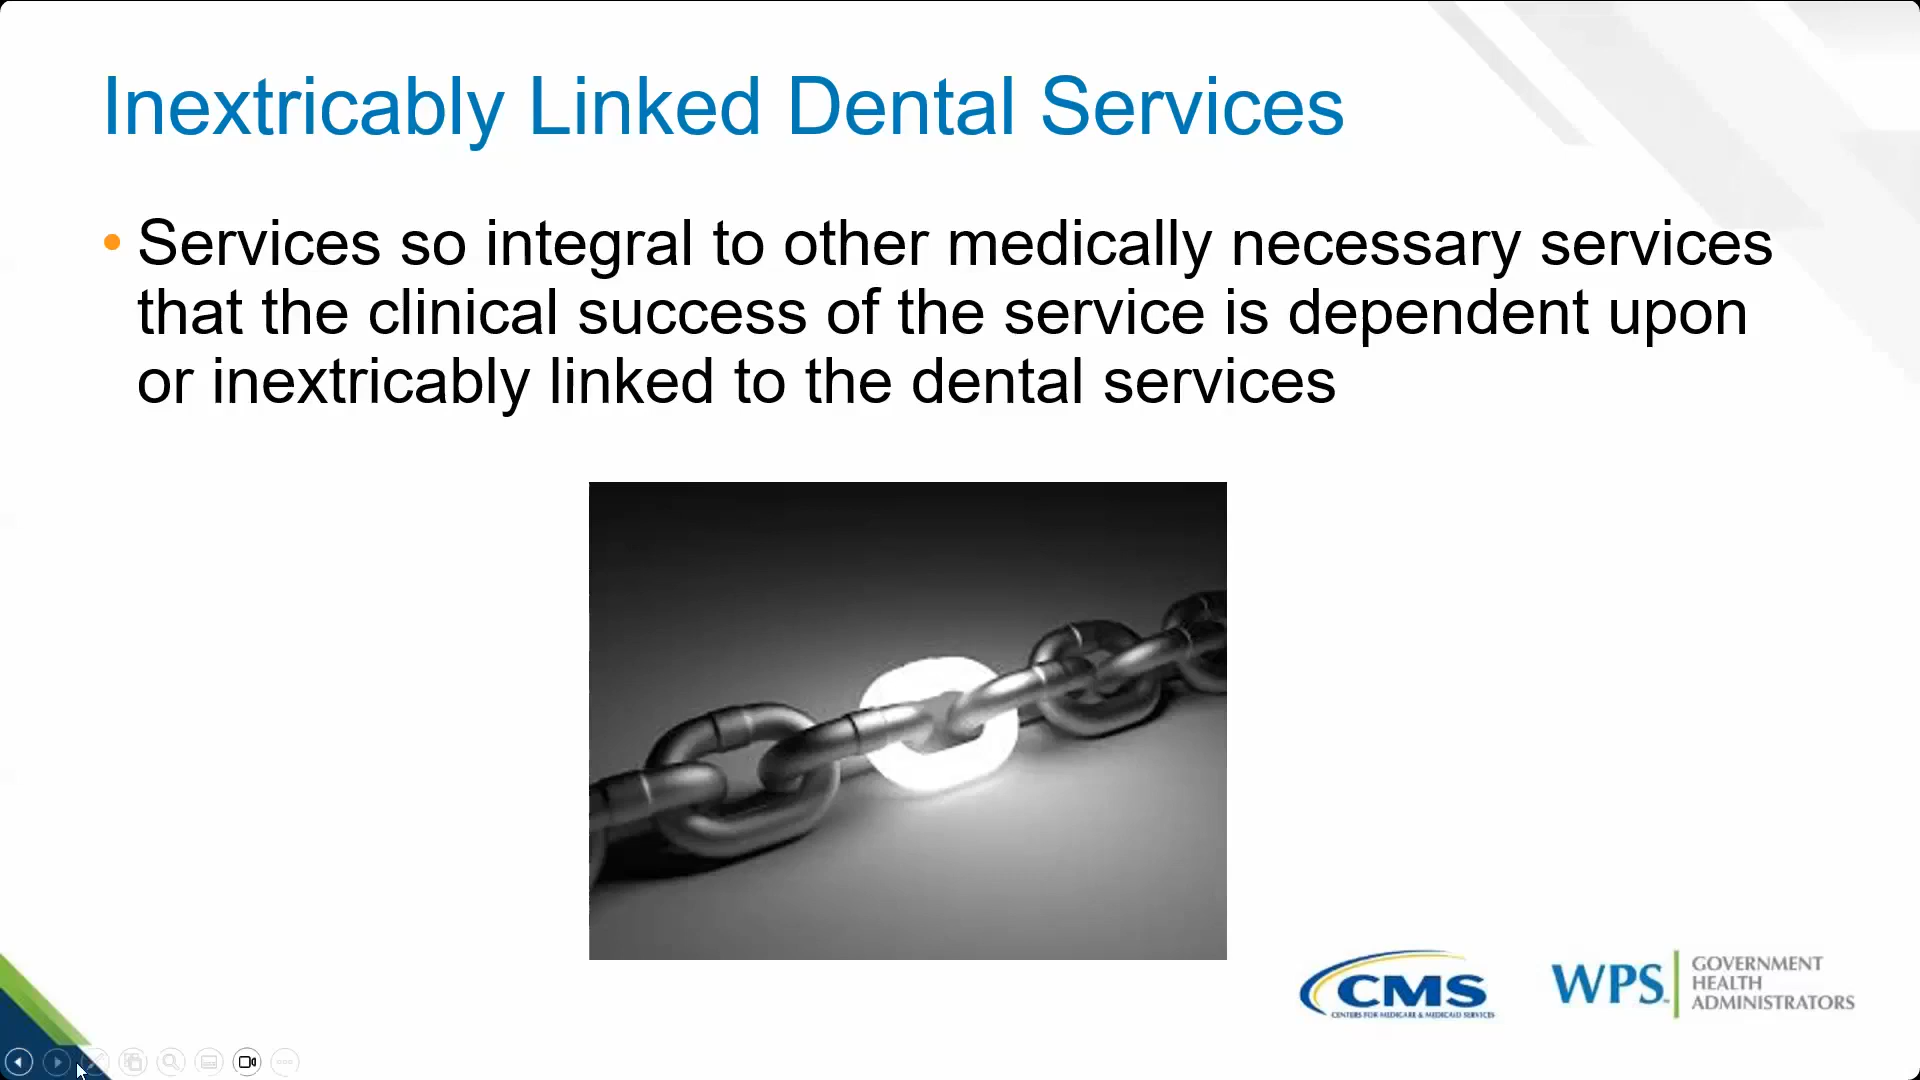 Inextricably Linked Dental Services
• Services so integral to other medically necessary services
that the clinical success of the service is dependent upon
or inextricably linked to the dental services
CMS
CENTERS FOR MEDICARE & MEDICAID SERVICES
WPS
GOVERNMENT
HEALTH
ADMINISTRATORS